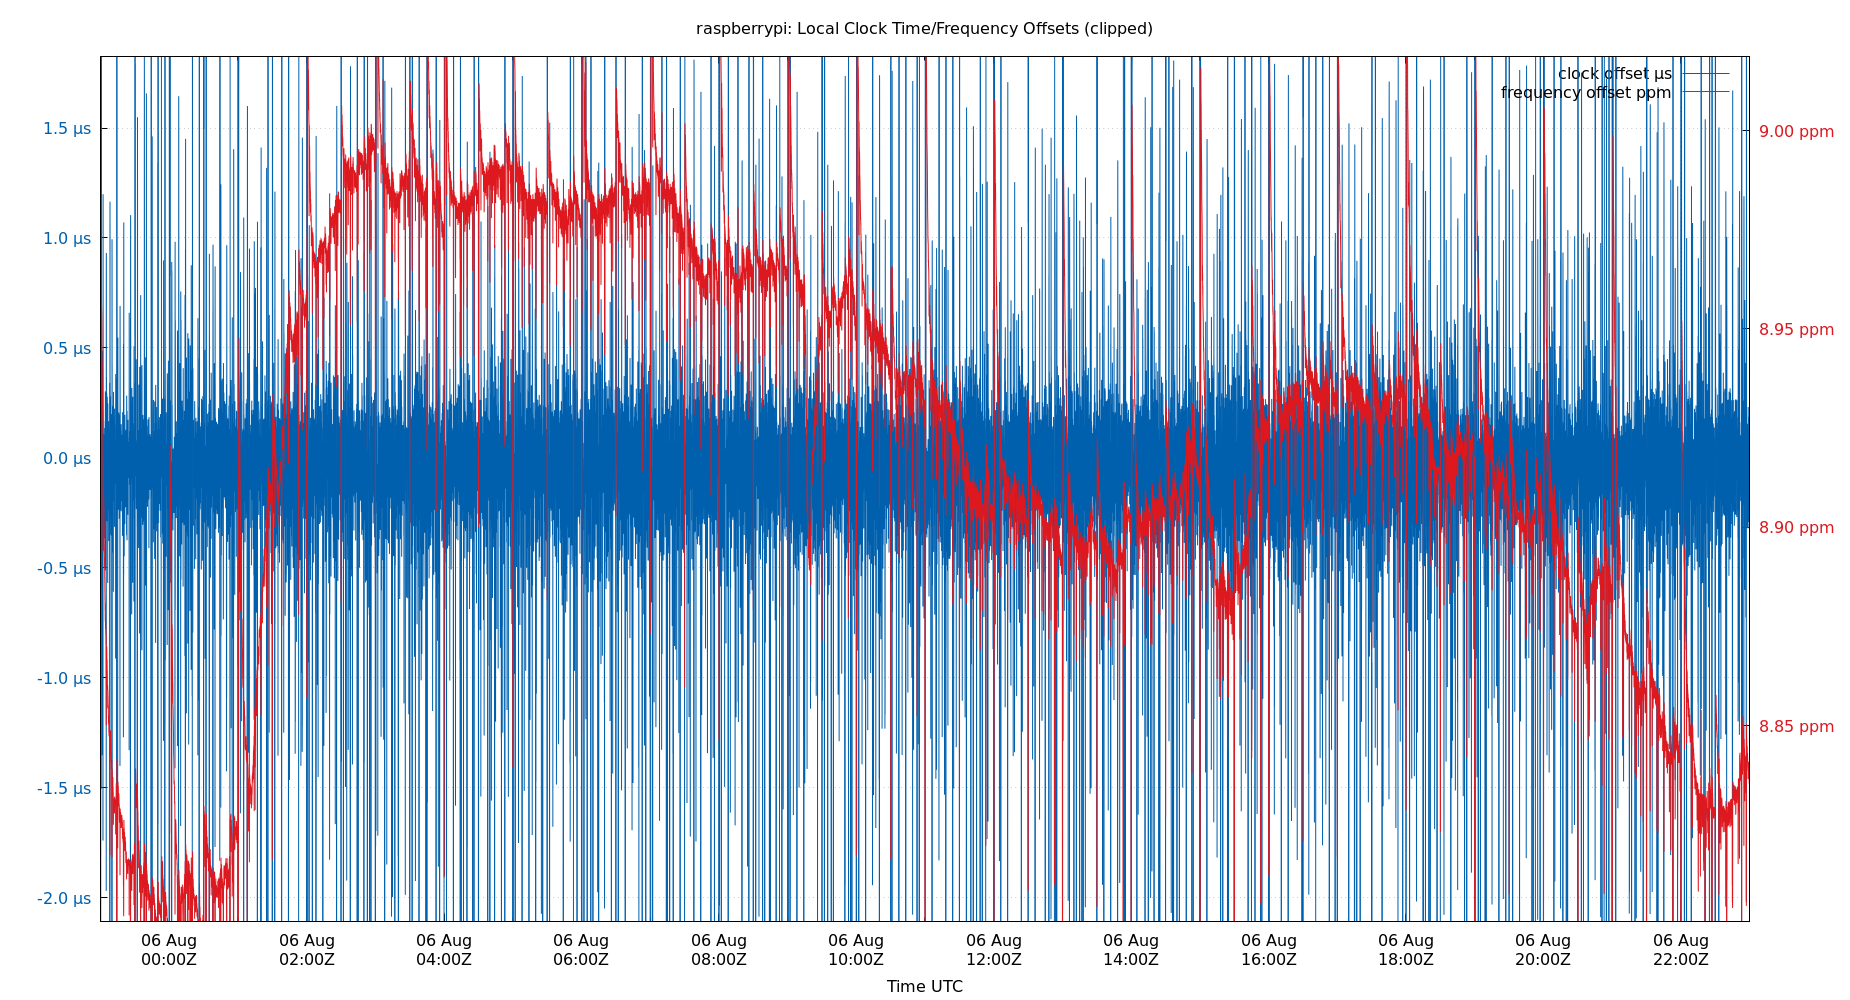 raspberrypi: Local Clock Time/Frequency Offsets (clipped)
clock offset µs
frequency offset ppm
1.5 µs
1.0 µs
0.5 µs
0.0 µs
-0.5 µs
-1.0 µs
-1.5 µs
-2.0 µs
9.00 ppm
8.95 ppm
8.90 ppm
8.85 ppm
06 Aug 06 Aug 06 Aug 06 Aug 06 Aug 06 Aug 06 Aug 06 Aug 06 Aug 06 Aug 06 Aug 06 Aug
00:00Z 02:00Z 04:00Z 06:00Z 08:00Z 10:00Z 12:00Z 14:00Z 16:00Z 18:00Z 20:00Z 22:00Z
Time UTC